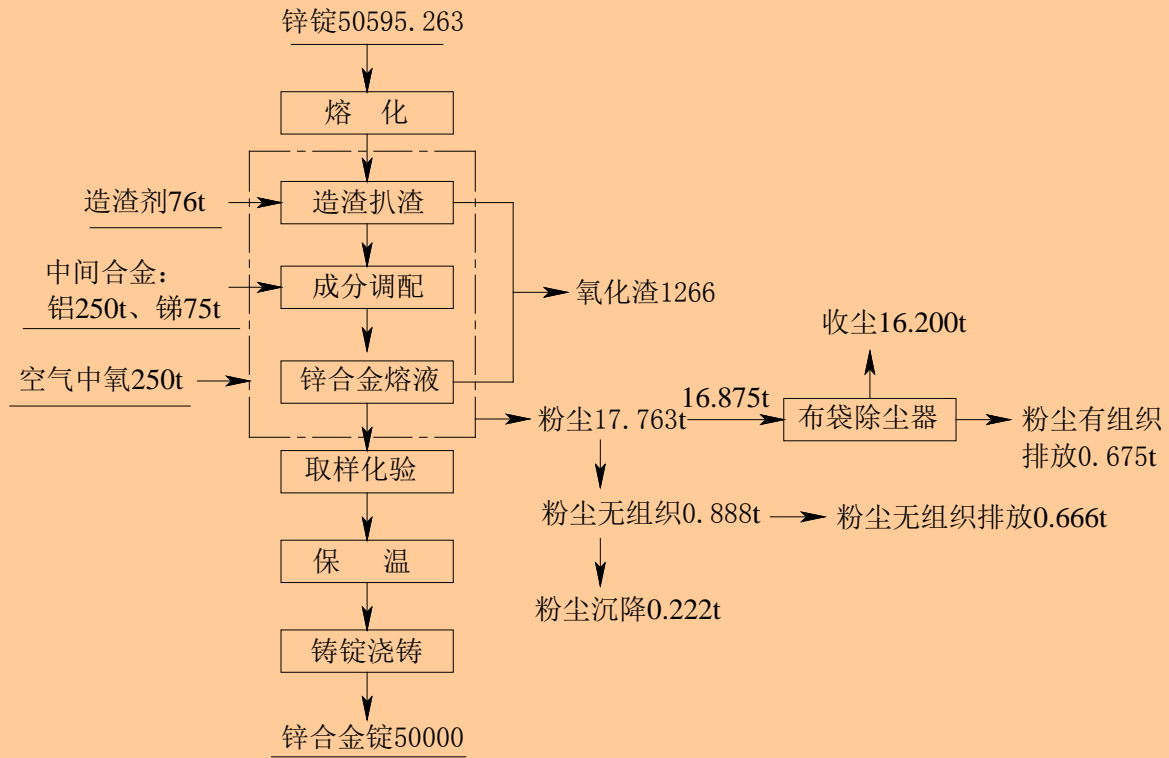 锌锭50595.263
熔 化
造渣剂76t
造渣扒渣
中间合金：
铝250t、锑75t
成分调配
氧化渣1266
收尘16.200t
空气中氧250t
锌合金熔液
粉尘17.763t
16.875t
布袋除尘器
粉尘有组织
排放0.675t
取样化验
粉尘无组织0.888t
粉尘无组织排放0.666t
保 温
粉尘沉降0.222t
铸锭浇铸
锌合金锭50000